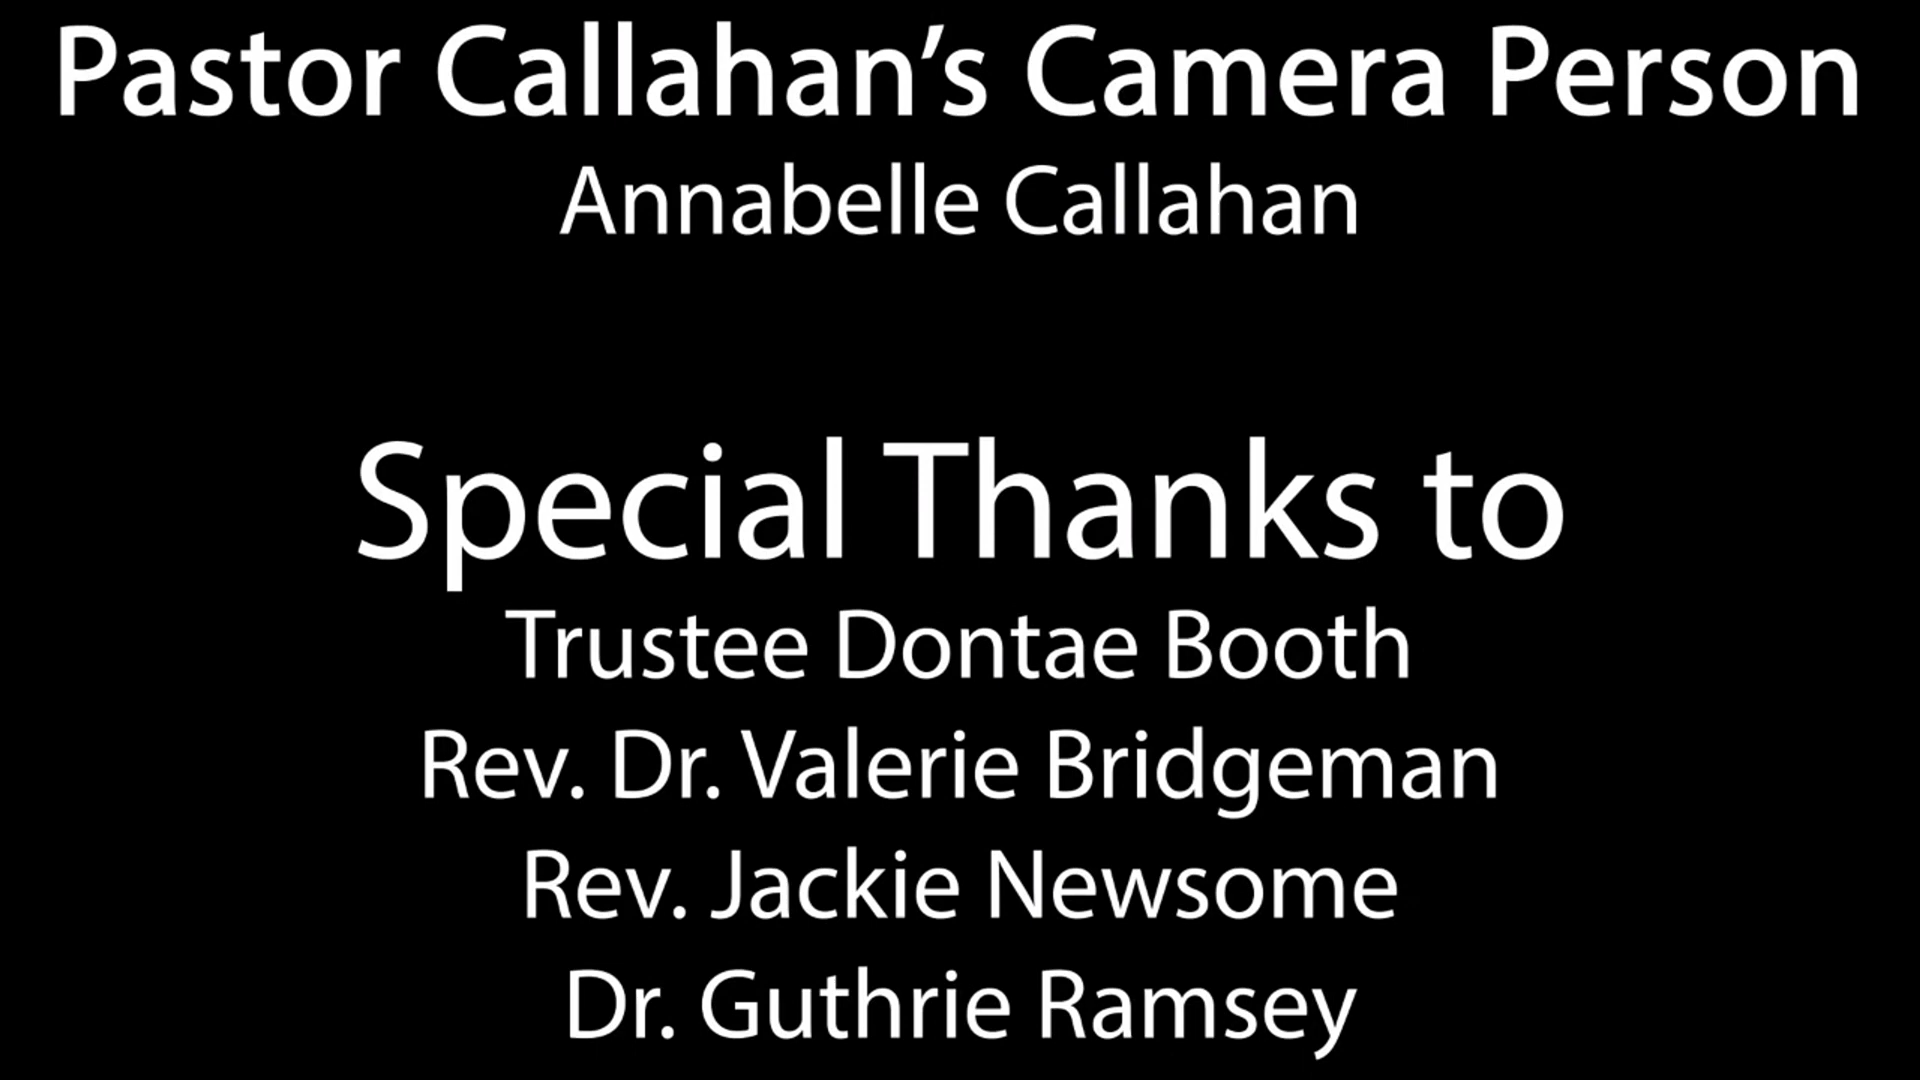 Pastor Callahan’s Camera Person
Annabelle Callahan
Special Thanks to
Trustee Dontae Booth
Rev. Dr. Valerie Bridgeman
Rev. Jackie Newsome
Dr. Guthrie Ramsey